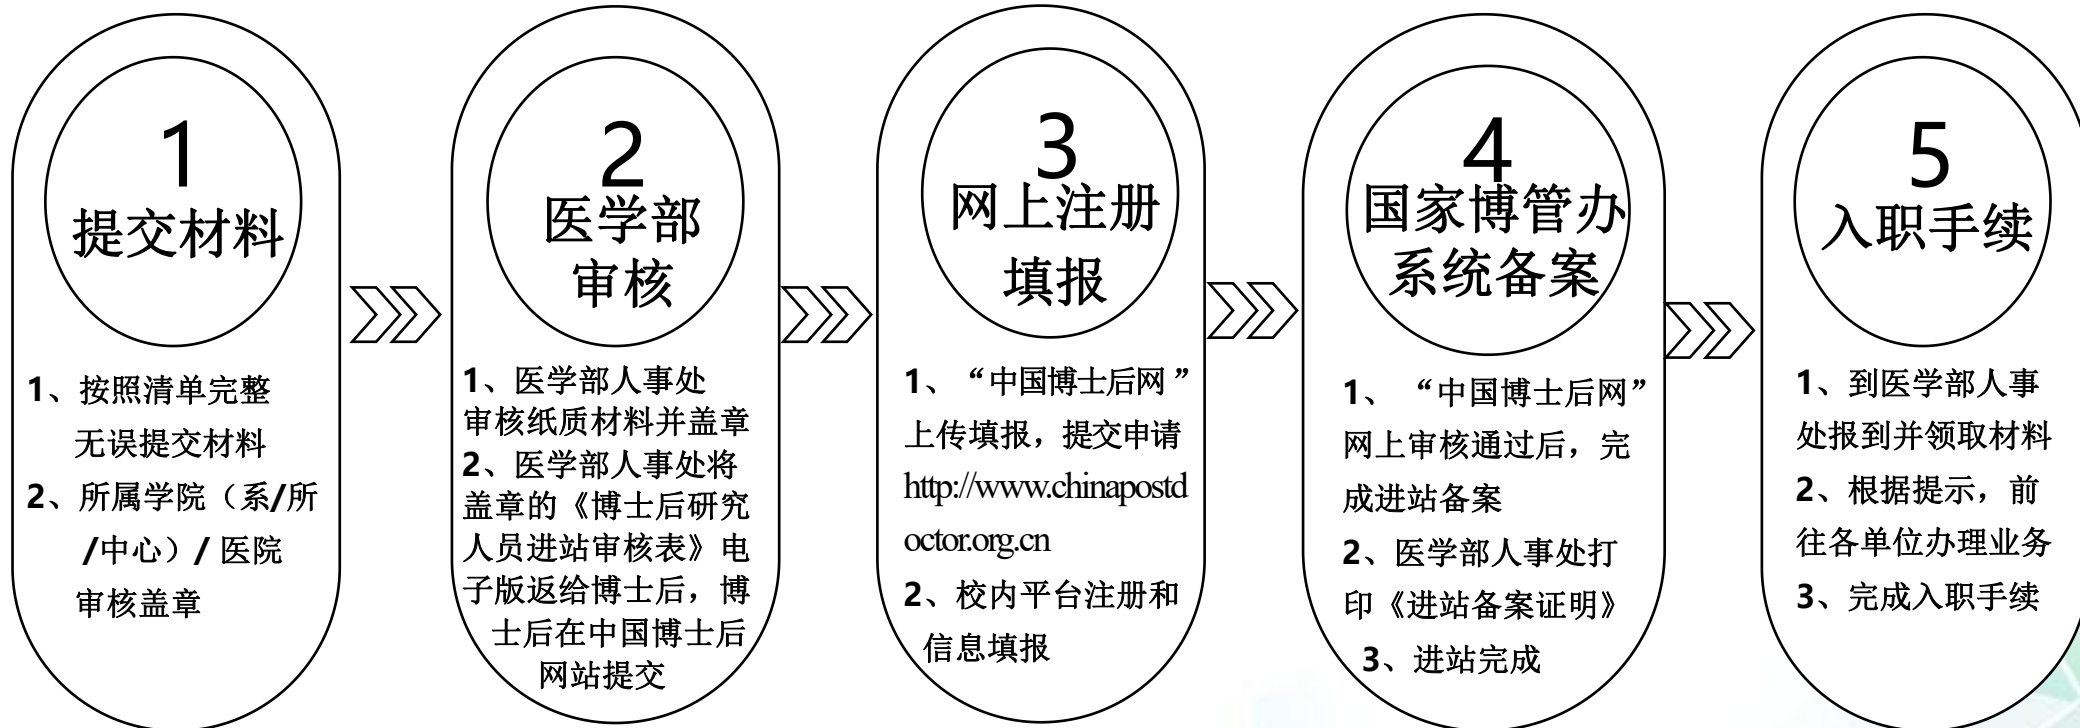 1
提交材料
1、按照清单完整
无误提交材料
2、所属学院（系/所
/中心）/ 医院
审核盖章
2
医学部
审核
1、医学部人事处
审核纸质材料并盖章
2、医学部人事处将
盖章的《博士后研究
人员进站审核表》电
子版返给博士后，博
士后在中国博士后
网站提交
3
网上注册
填报
1、“中国博士后网 ”
上传填报，提交申请
http://www.chinapostd
octor.org.cn
2、校内平台注册和
信息填报
4
国家博管办
系统备案
1、 “中国博士后网”
网上审核通过后，完
成进站备案
2、医学部人事处打
印《进站备案证明》
3、进站完成
5
入职手续
1、到医学部人事
处报到并领取材料
2、根据提示，前
往各单位办理业务
3、完成入职手续